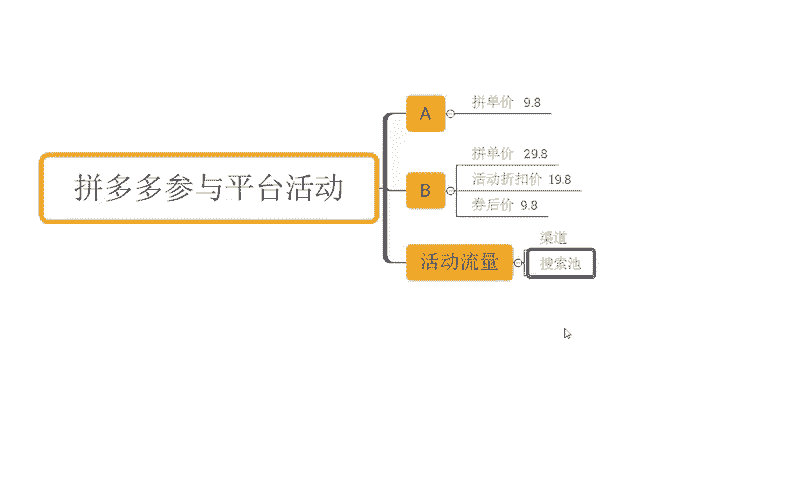 拼多多参与平台活动
A
拼单价 9.8
B
拼单价 29.8
活动折扣价 19.8
券后价 9.8
活动流量
渠道
搜索池